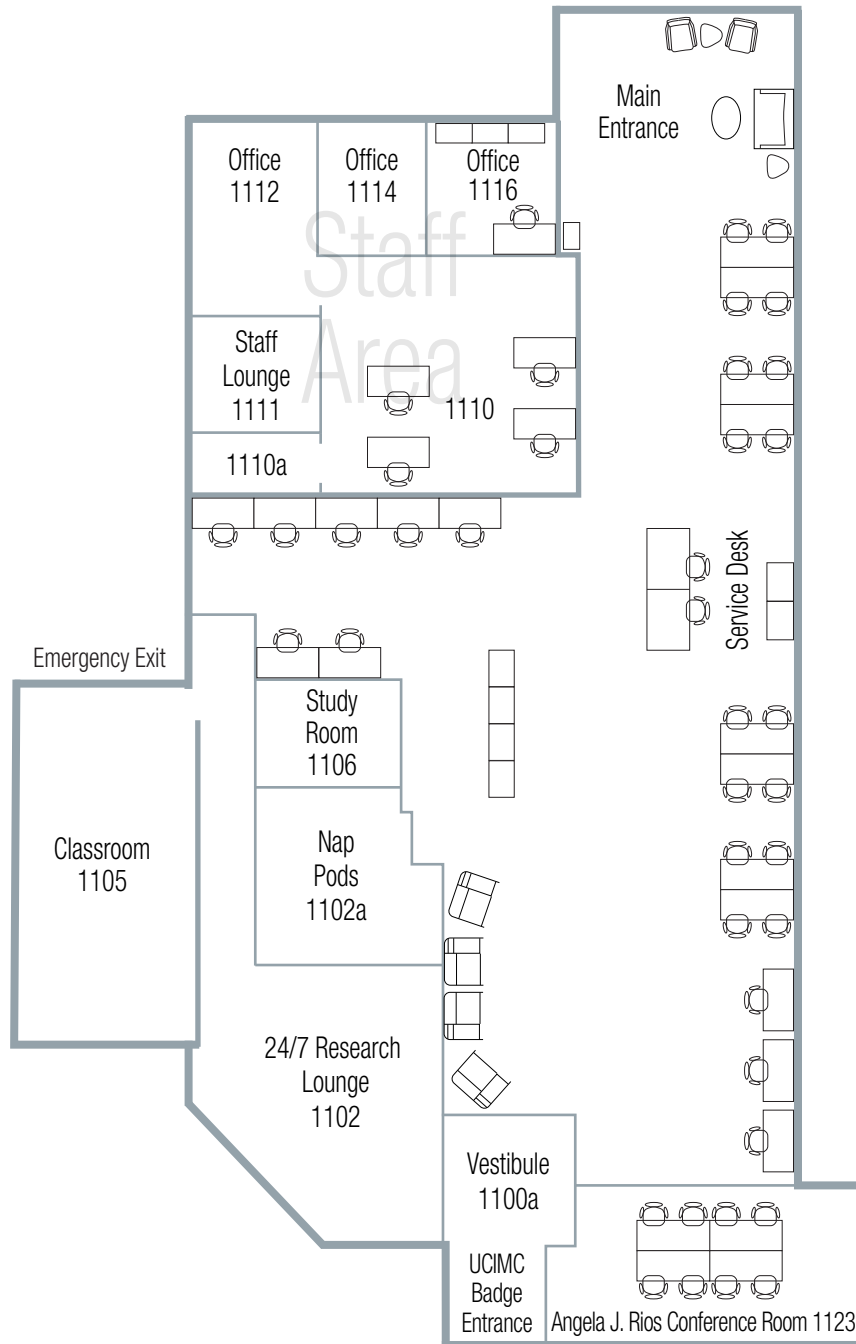 Main
Entrance
Office
1112
Office
1114
Office
1116
Staff
Area
Staff
Lounge
1111
1110
1110a
Service Desk
Emergency Exit
Study
Room
1106
Classroom
1105
Nap
Pods
1102a
24/7 Research
Lounge
1102
Vestibule
1100a
UCIMC
Badge
Entrance
Angela J. Rios Conference Room 1123